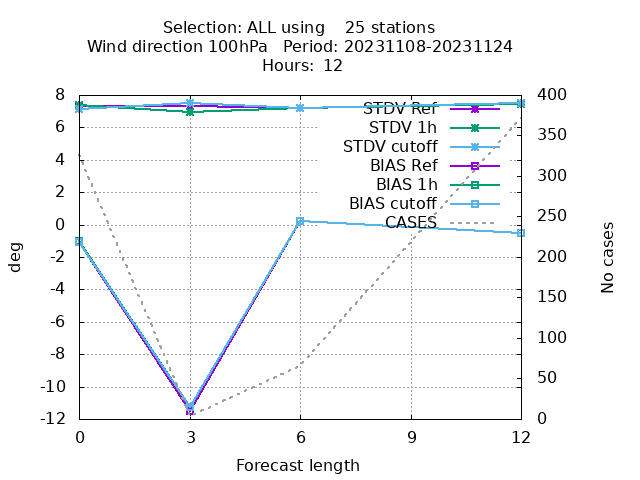 Selection: ALL using    25 stations
Wind direction 100hPa   Period: 20231108-20231124
Hours:  12
8
6
4
2
0
-2
-4
-6
-8
-10
-12
400
350
300
250
200
150
100
50
0
STDV Ref
STDV 1h
STDV cutoff
BIAS Ref
BIAS 1h
BIAS cutoff
CASES
deg
No cases
0 3 6 9 12
Forecast length